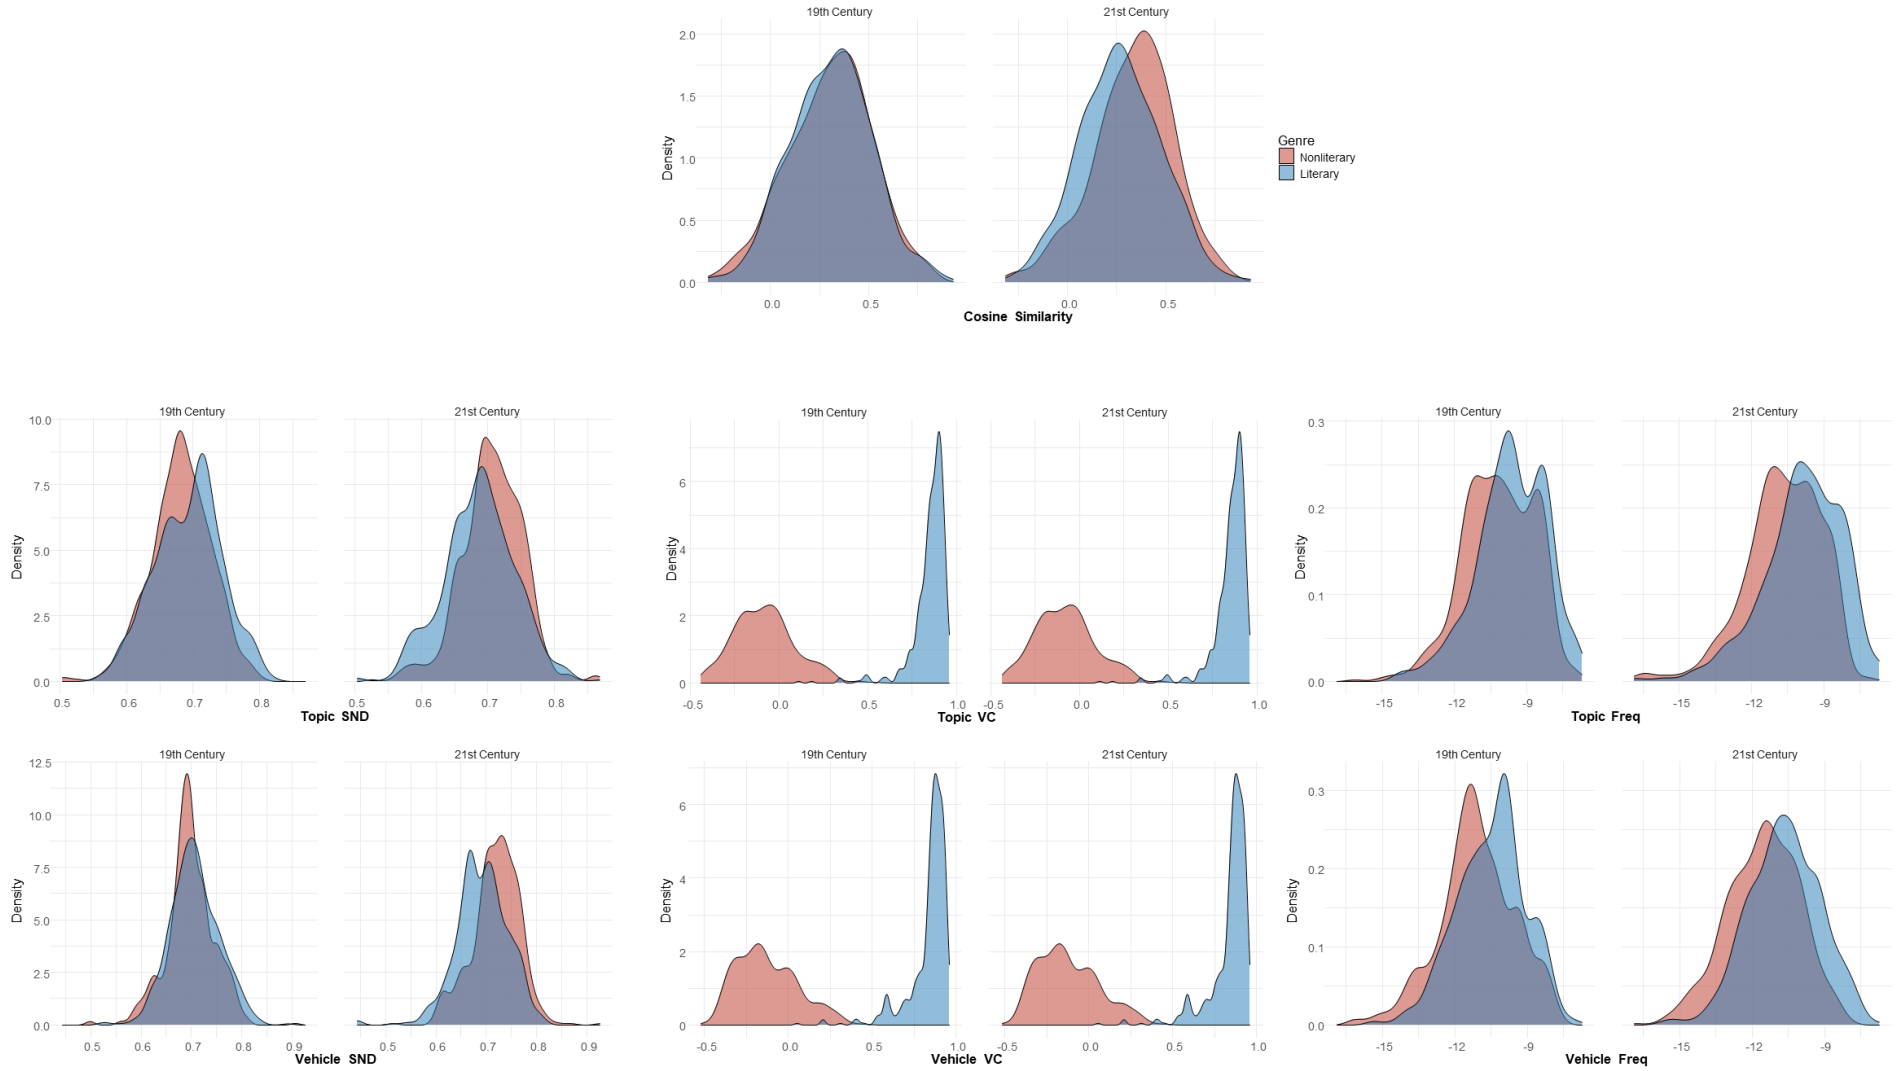 19th Century 21st Century
2.0
1.5
1.0
0.5
0.0
Density
0.0 0.5 0.0 0.5
Cosine Similarity
Genre
Nonliterary
Literary
19th Century 21st Century
10.0
7.5
5.0
2.5
0.0
Density
0.5 0.6 0.7 0.8 0.5 0.6 0.7 0.8
Topic SND
19th Century 21st Century
6
4
2
0
Density
-0.5 0.0 0.5 1.0 -0.5 0.0 0.5 1.0
Topic VC
19th Century 21st Century
0.3
0.2
0.1
0.0
Density
-15 -12 -9 -15 -12 -9
Topic Freq
19th Century 21st Century
12.5
10.0
7.5
5.0
2.5
0.0
Density
0.5 0.6 0.7 0.8 0.9 0.5 0.6 0.7 0.8 0.9
Vehicle SND
19th Century 21st Century
6
4
2
0
Density
-0.5 0.0 0.5 1.0 -0.5 0.0 0.5 1.0
Vehicle VC
19th Century 21st Century
0.3
0.2
0.1
0.0
Density
-15 -12 -9 -15 -12 -9
Vehicle Freq